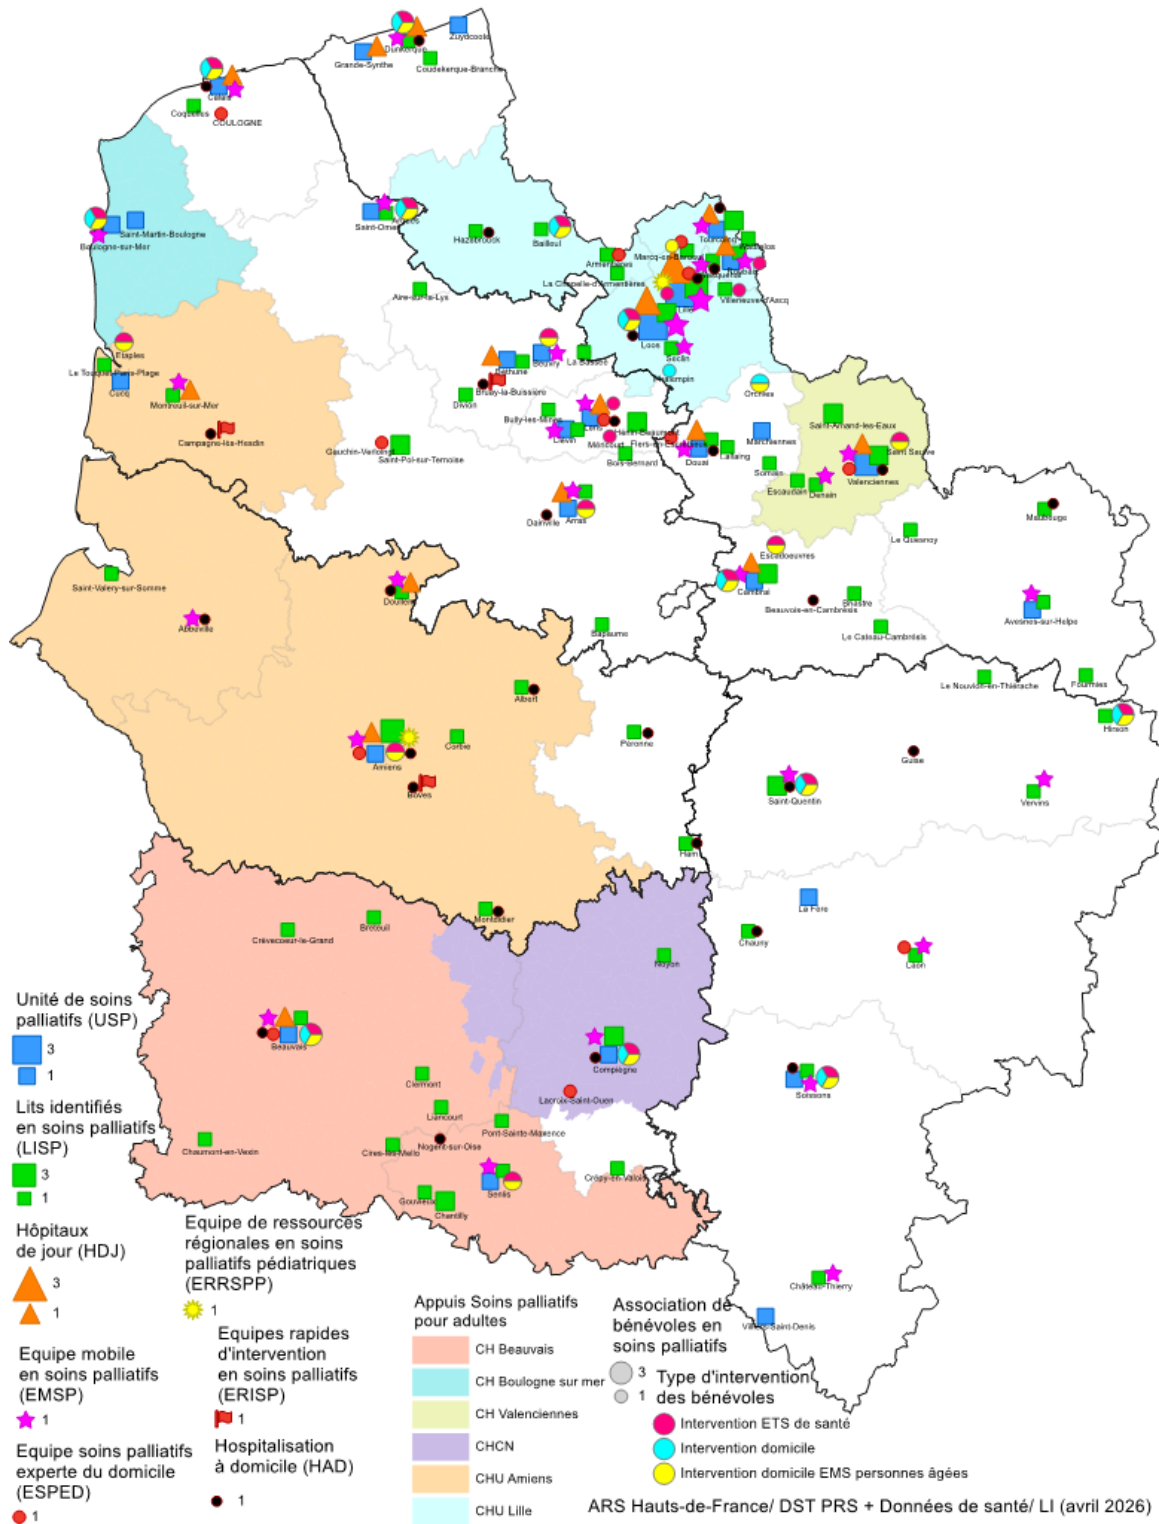 Zuydcoote
Dunkerque
Grande-Synthe
Coudekerque-Branche
Calais
Coquelles
COULOGNE
Saint-Martin-Boulogne
Boulogne-sur-Mer
Saint-Omer
Arques
Hazebrouck
Bailleul
Armentières
La Chapelle-d'Armentières
Tourcoing
Wattrelos
Marcq-en-Baroeul
Roubaix
Villeneuve-d'Ascq
Lille
Loos
Seclin
Phalempin
Aire-sur-la-Lys
Etaples
Le Touquet-Paris-Plage
Cucq
Montreuil-sur-Mer
Campagne-lès-Hesdin
Béthune
Beuvry
La Bassée
Bruay-la-Buissière
Divion
Bully-les-Mines
Lens
Liévin
Hénin-Beaumont
Méricourt
Flers-en-Escrebieux
Bois-Bernard
Gauchin-Verloingt
Saint-Pol-sur-Ternoise
Orchies
Marchiennes
Douai
Lallaing
Somain
Saint-Amand-les-Eaux
Saint Saulve
Valenciennes
Escaudain
Denain
Dainville
Arras
Le Quesnoy
Maubeuge
Escadoeuvres
Cambrai
Beauvois-en-Cambrésis
Briastre
Le Cateau-Cambrésis
Avesnes-sur-Helpe
Saint-Valery-sur-Somme
Abbeville
Doullens
Bapaume
Le Nouvion-en-Thiérache
Fourmies
Hirson
Albert
Corbie
Amiens
Boves
Péronne
Guise
Saint-Quentin
Vervins
Ham
Montdidier
La Fère
Chauny
Laon
Crèvecoeur-le-Grand
Breteuil
Noyon
Beauvais
Compiègne
Lacroix-Saint-Ouen
Clermont
Liancourt
Pont-Sainte-Maxence
Nogent-sur-Oise
Chaumont-en-Vexin
Cires-lès-Mello
Senlis
Gouvieux
Chantilly
Crépy-en-Valois
Soissons
Château-Thierry
Villiers-Saint-Denis
Unité de soins
palliatifs (USP)
3
1
Lits identifiés
en soins palliatifs
(LISP)
3
1
Hôpitaux
de jour (HDJ)
3
1
Equipe mobile
en soins palliatifs
(EMSP)
1
Equipe soins palliatifs
experte du domicile
(ESPED)
1
Equipe de ressources
régionales en soins
palliatifs pédiatriques
(ERRSPP)
1
Equipes rapides
d'intervention
en soins palliatifs
(ERISP)
1
Hospitalisation
à domicile (HAD)
1
Appuis Soins palliatifs
pour adultes
CH Beauvais
CH Boulogne sur mer
CH Valenciennes
CHCN
CHU Amiens
CHU Lille
Association de
bénévoles en
soins palliatifs
3
1
Type d'intervention
des bénévoles
Intervention ETS de santé
Intervention domicile
Intervention domicile EMS personnes âgées
ARS Hauts-de-France/ DST PRS + Données de santé/ LI (avril 2026)